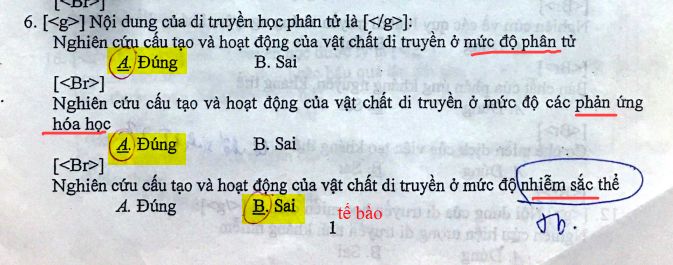 [<Br>]
6. [<g>] Nội dung của di truyền học phân tử là [</g>]:
Nghiên cứu cấu tạo và hoạt động của vật chất di truyền ở mức độ phân tử
A. Đúng B. Sai
[<Br>]
Nghiên cứu cấu tạo và hoạt động của vật chất di truyền ở mức độ các phản ứng
hóa học
A. Đúng B. Sai
[<Br>]
Nghiên cứu cấu tạo và hoạt động của vật chất di truyền ở mức độ nhiễm sắc thể
A. Đúng B. Sai
tế bào
1